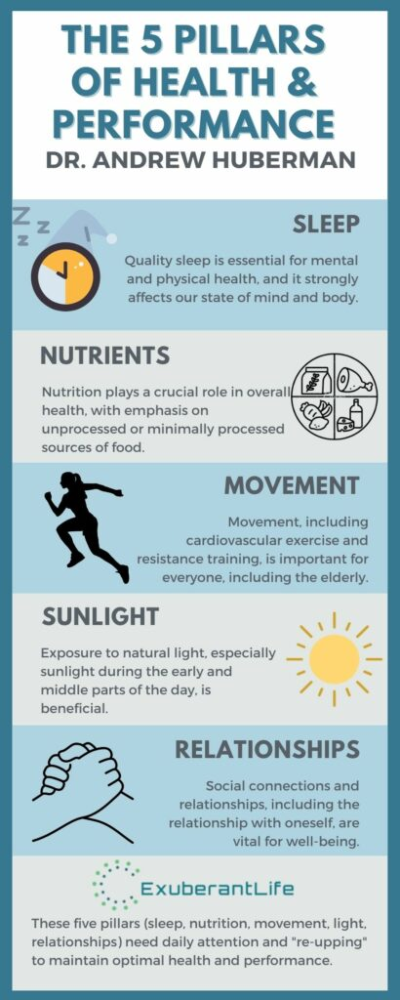 THE 5 PILLARS
OF HEALTH &
PERFORMANCE
DR. ANDREW HUBERMAN
Z
Z
Z
SLEEP
Quality sleep is essential for mental
and physical health, and it strongly
affects our state of mind and body.
NUTRIENTS
Nutrition plays a crucial role in overall
health, with emphasis on
unprocessed or minimally processed
sources of food.
MOVEMENT
Movement, including
cardiovascular exercise and
resistance training, is important for
everyone, including the elderly.
SUNLIGHT
Exposure to natural light, especially
sunlight during the early and
middle parts of the day, is
beneficial.
RELATIONSHIPS
Social connections and
relationships, including the
relationship with oneself, are
vital for well-being.
ExuberantLife
These five pillars (sleep, nutrition, movement, light,
relationships) need daily attention and "re-upping"
to maintain optimal health and performance.